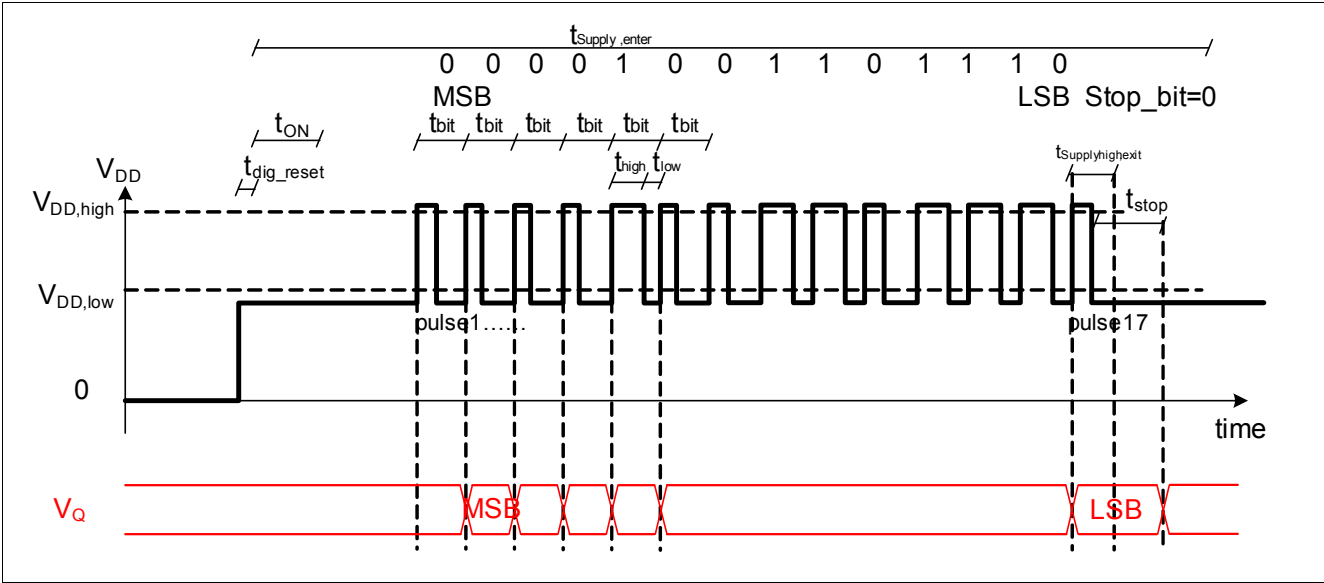 tSupply ,enter
0 0 0 0 1 0 0 1 1 0 1 1 1 0
MSB LSB Stop_bit=0
tON tbit tbit tbit tbit tbit tbit
tdig_reset thigh tlow tSupplyhighexit
VDD
VDD,high tstop
VDD,low
pulse1...... pulse17
0
time
VQ MSB LSB